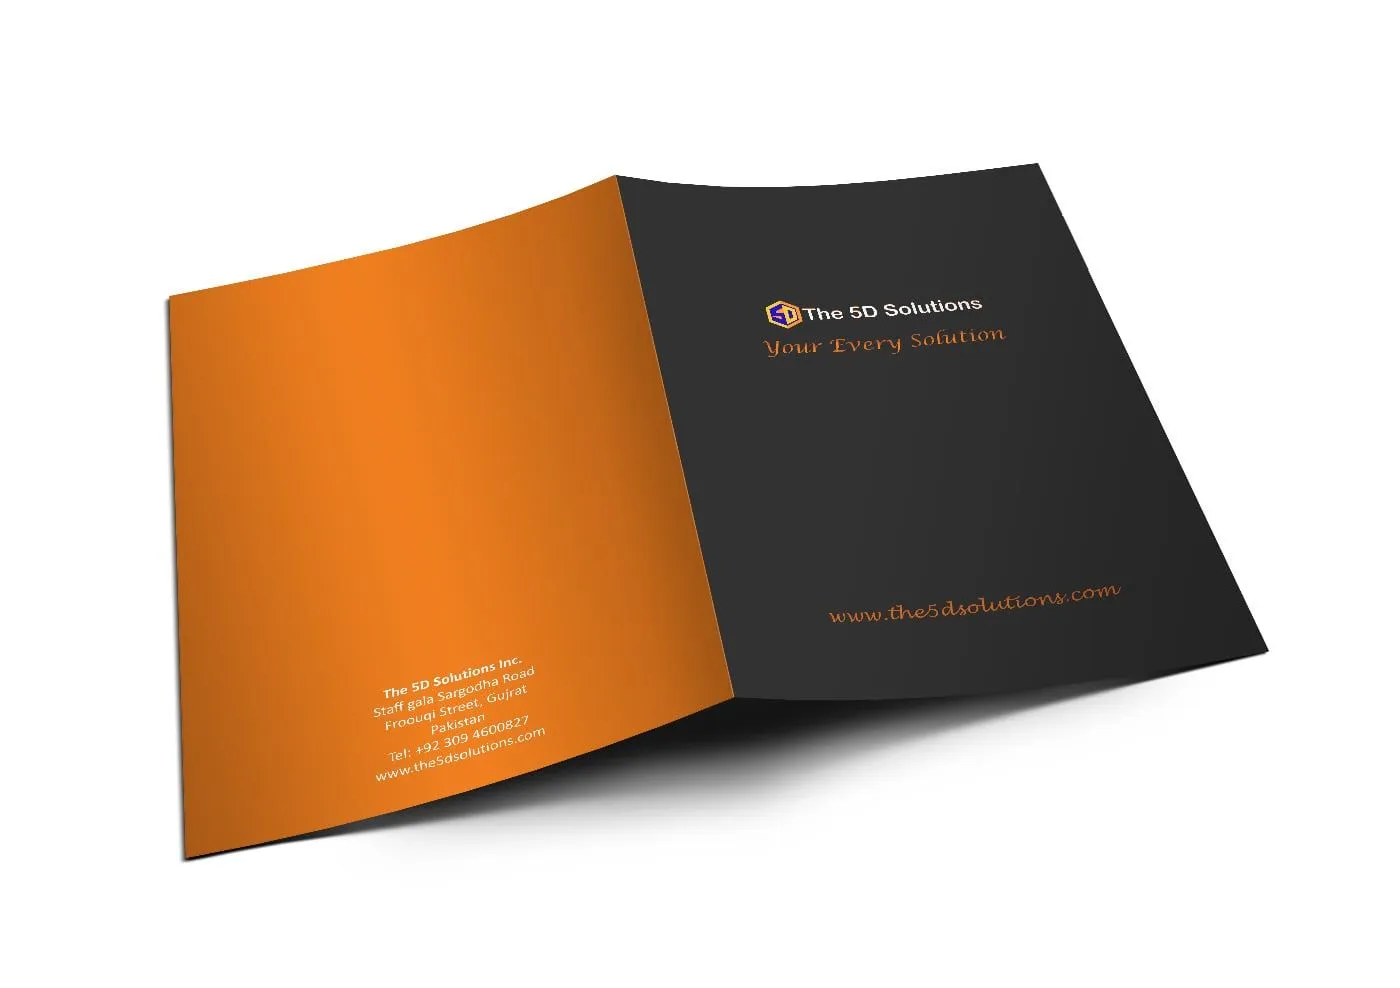 5D The 5D Solutions
Your Every Solution
www.the5dsolutions.com
The 5D Solutions Inc.
Staff gala Sargodha Road
Froouqi Street, Gujrat
Pakistan
Tel: +92 309 4600827
www.the5dsolutions.com